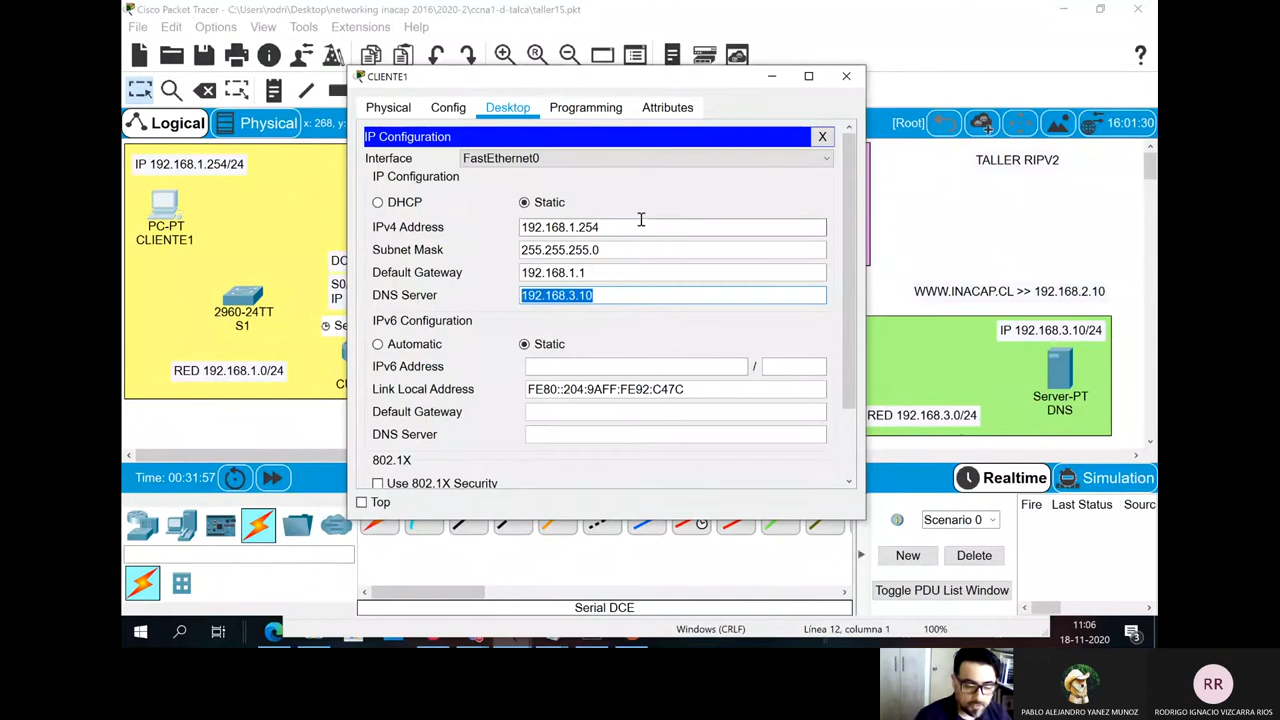 Cisco Packet Tracer - C:\Users\rodri\Desktop\networking inacap 2016\2020-2\ccna1-d-talca\taller15.pkt
File Edit Options View Tools Extensions Help
CLIENTE1
Physical Config Desktop Programming Attributes
Logical Physical x: 268, y: [Root] 16:01:30
IP Configuration X
IP 192.168.1.254/24
TALLER RIPV2
Interface FastEthernet0
IP Configuration
DHCP Static
IPv4 Address 192.168.1.254
PC-PT
CLIENTE1
Subnet Mask 255.255.255.0
Default Gateway 192.168.1.1
DNS Server 192.168.3.10
DC
S0
IP
WWW.INACAP.CL >> 192.168.2.10
2960-24TT
S1
IPv6 Configuration
Se
IP 192.168.3.10/24
Automatic Static
IPv6 Address /
RED 192.168.1.0/24
Link Local Address FE80::204:9AFF:FE92:C47C
Server-PT
DNS
Default Gateway
RED 192.168.3.0/24
DNS Server
802.1X
Use 802.1X Security
Time: 00:31:57 Realtime Simulation
Top
Fire Last Status Sourc
Scenario 0
New Delete
Toggle PDU List Window
Serial DCE
Windows (CRLF) Línea 12, columna 1 100%
11:06
18-11-2020
3
RR
PABLO ALEJANDRO YANEZ MUNOZ RODRIGO IGNACIO VIZCARRA RIOS